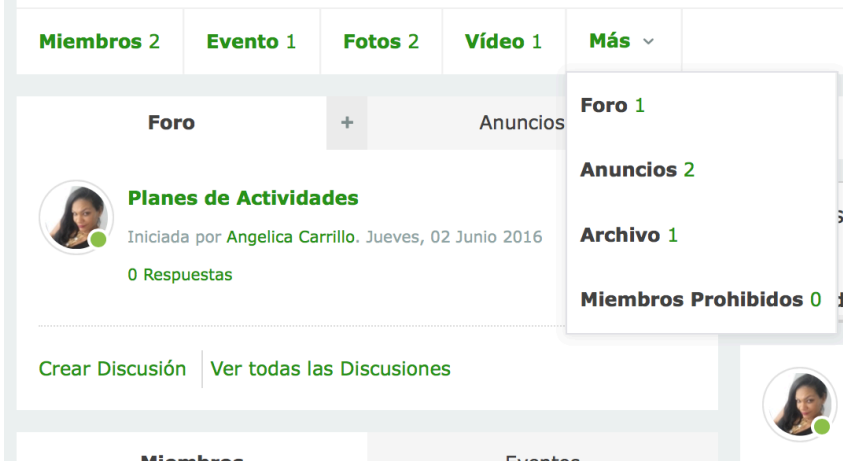 Miembros 2 Evento 1 Fotos 2 Vídeo 1 Más
Foro + Anuncios
Foro 1
Anuncios 2
Archivo 1
Miembros Prohibidos 0
Planes de Actividades
Iniciada por Angelica Carrillo. Jueves, 02 Junio 2016
0 Respuestas
Crear Discusión Ver todas las Discusiones
Miembros Eventos